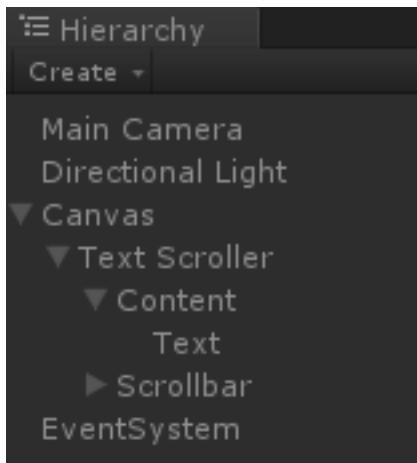 Hierarchy
Create
Main Camera
Directional Light
Canvas
Text Scroller
Content
Text
Scrollbar
EventSystem